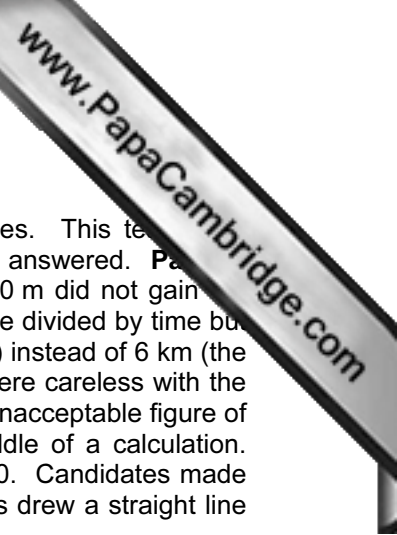 www.PapaCambridge.com
es. This te
answered. Pa
0 m did not gain
e divided by time bu
) instead of 6 km (the
ere careless with the
nacceptable figure of
ddle of a calculation.
0. Candidates made
s drew a straight line